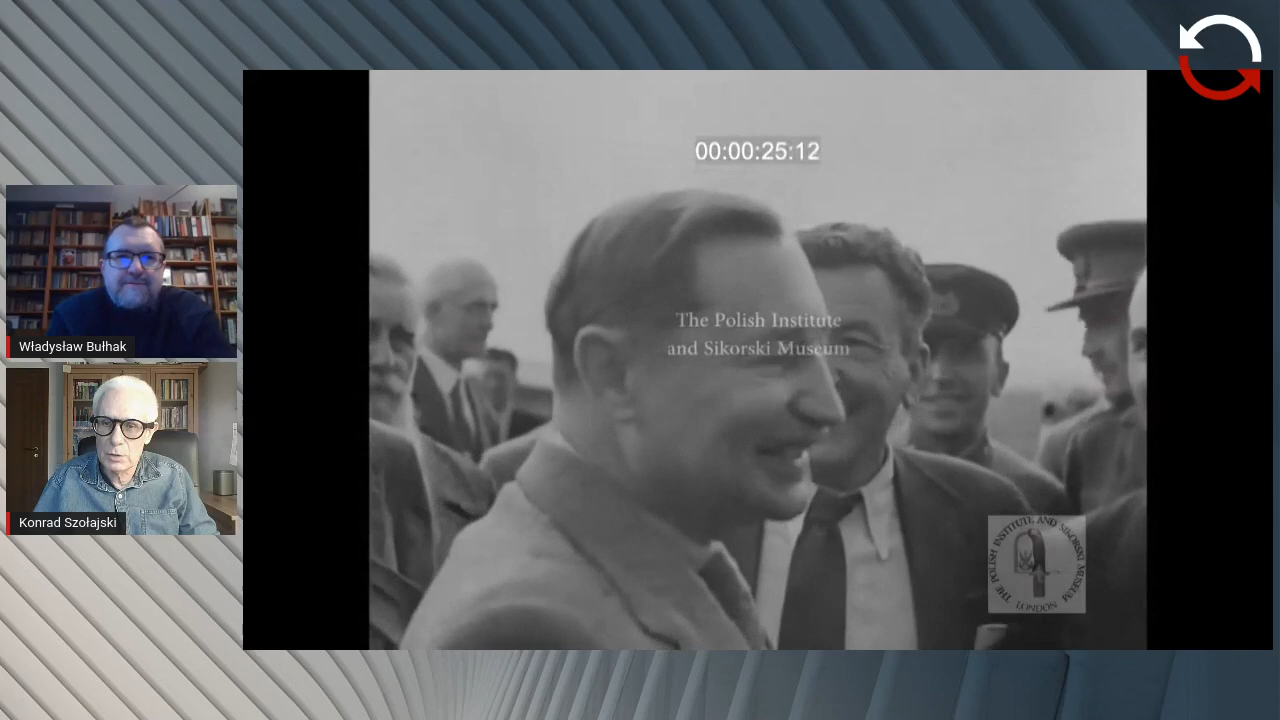 00:00:25:12
The Polish Institute
and Sikorski Museum
Władysław Bułhak
Konrad Szołajski
THE POLISH INSTITUTE AND SIKORSKI MUSEUM
LONDON